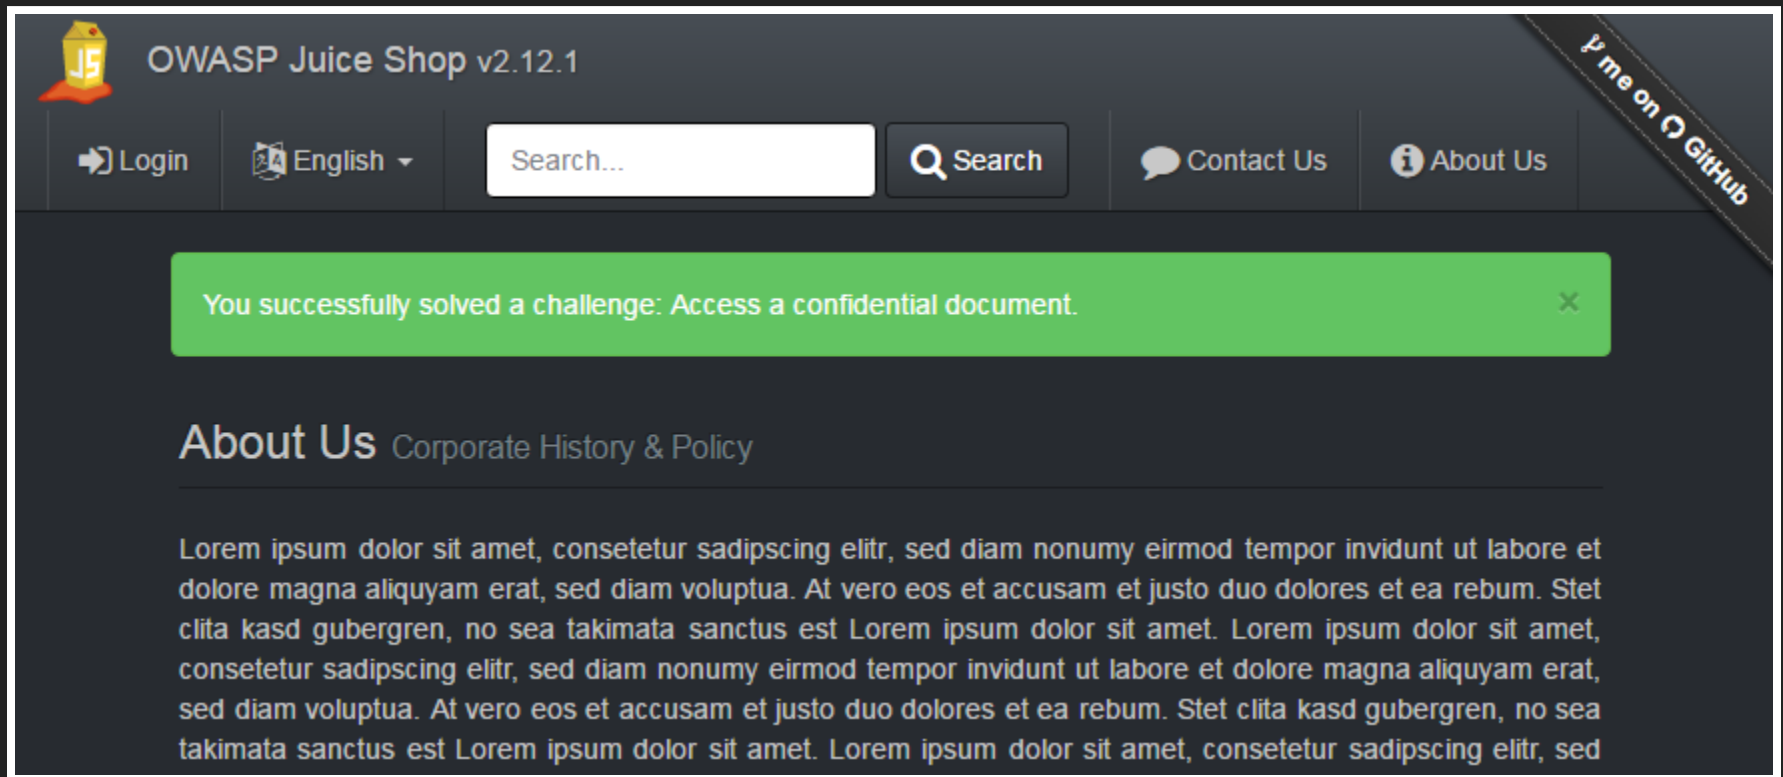 OWASP Juice Shop v2.12.1
me on GitHub
Login English Search... Search Contact Us About Us
You successfully solved a challenge: Access a confidential document. ×
About Us Corporate History & Policy
Lorem ipsum dolor sit amet, consetetur sadipscing elitr, sed diam nonumy eirmod tempor invidunt ut labore et
dolore magna aliquyam erat, sed diam voluptua. At vero eos et accusam et justo duo dolores et ea rebum. Stet
clita kasd gubergren, no sea takimata sanctus est Lorem ipsum dolor sit amet. Lorem ipsum dolor sit amet,
consetetur sadipscing elitr, sed diam nonumy eirmod tempor invidunt ut labore et dolore magna aliquyam erat,
sed diam voluptua. At vero eos et accusam et justo duo dolores et ea rebum. Stet clita kasd gubergren, no sea
takimata sanctus est Lorem ipsum dolor sit amet. Lorem ipsum dolor sit amet, consetetur sadipscing elitr, sed